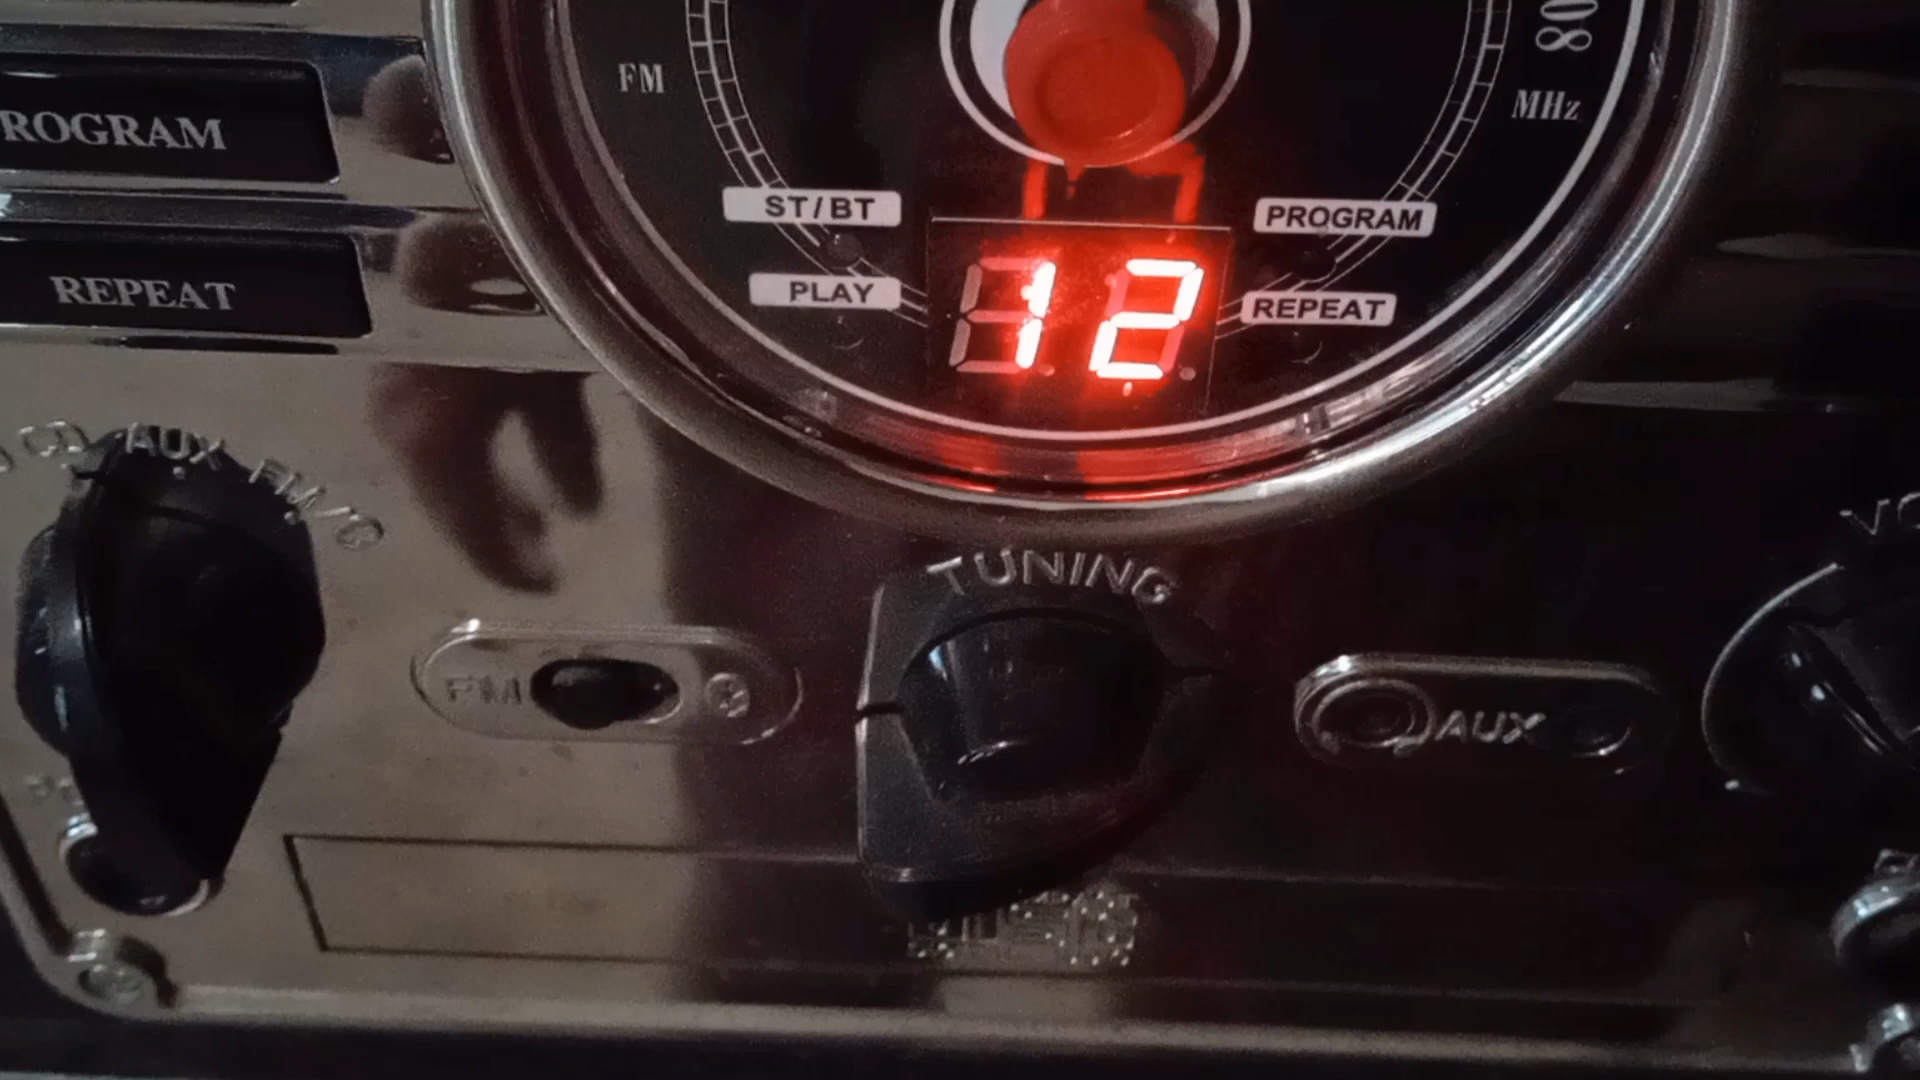 80
FM
MHz
ROGRAM
ST/BT
PROGRAM
PLAY
REPEAT
12
REPEAT
CD AUX FM/G
TUNING
VO
FM
AUX